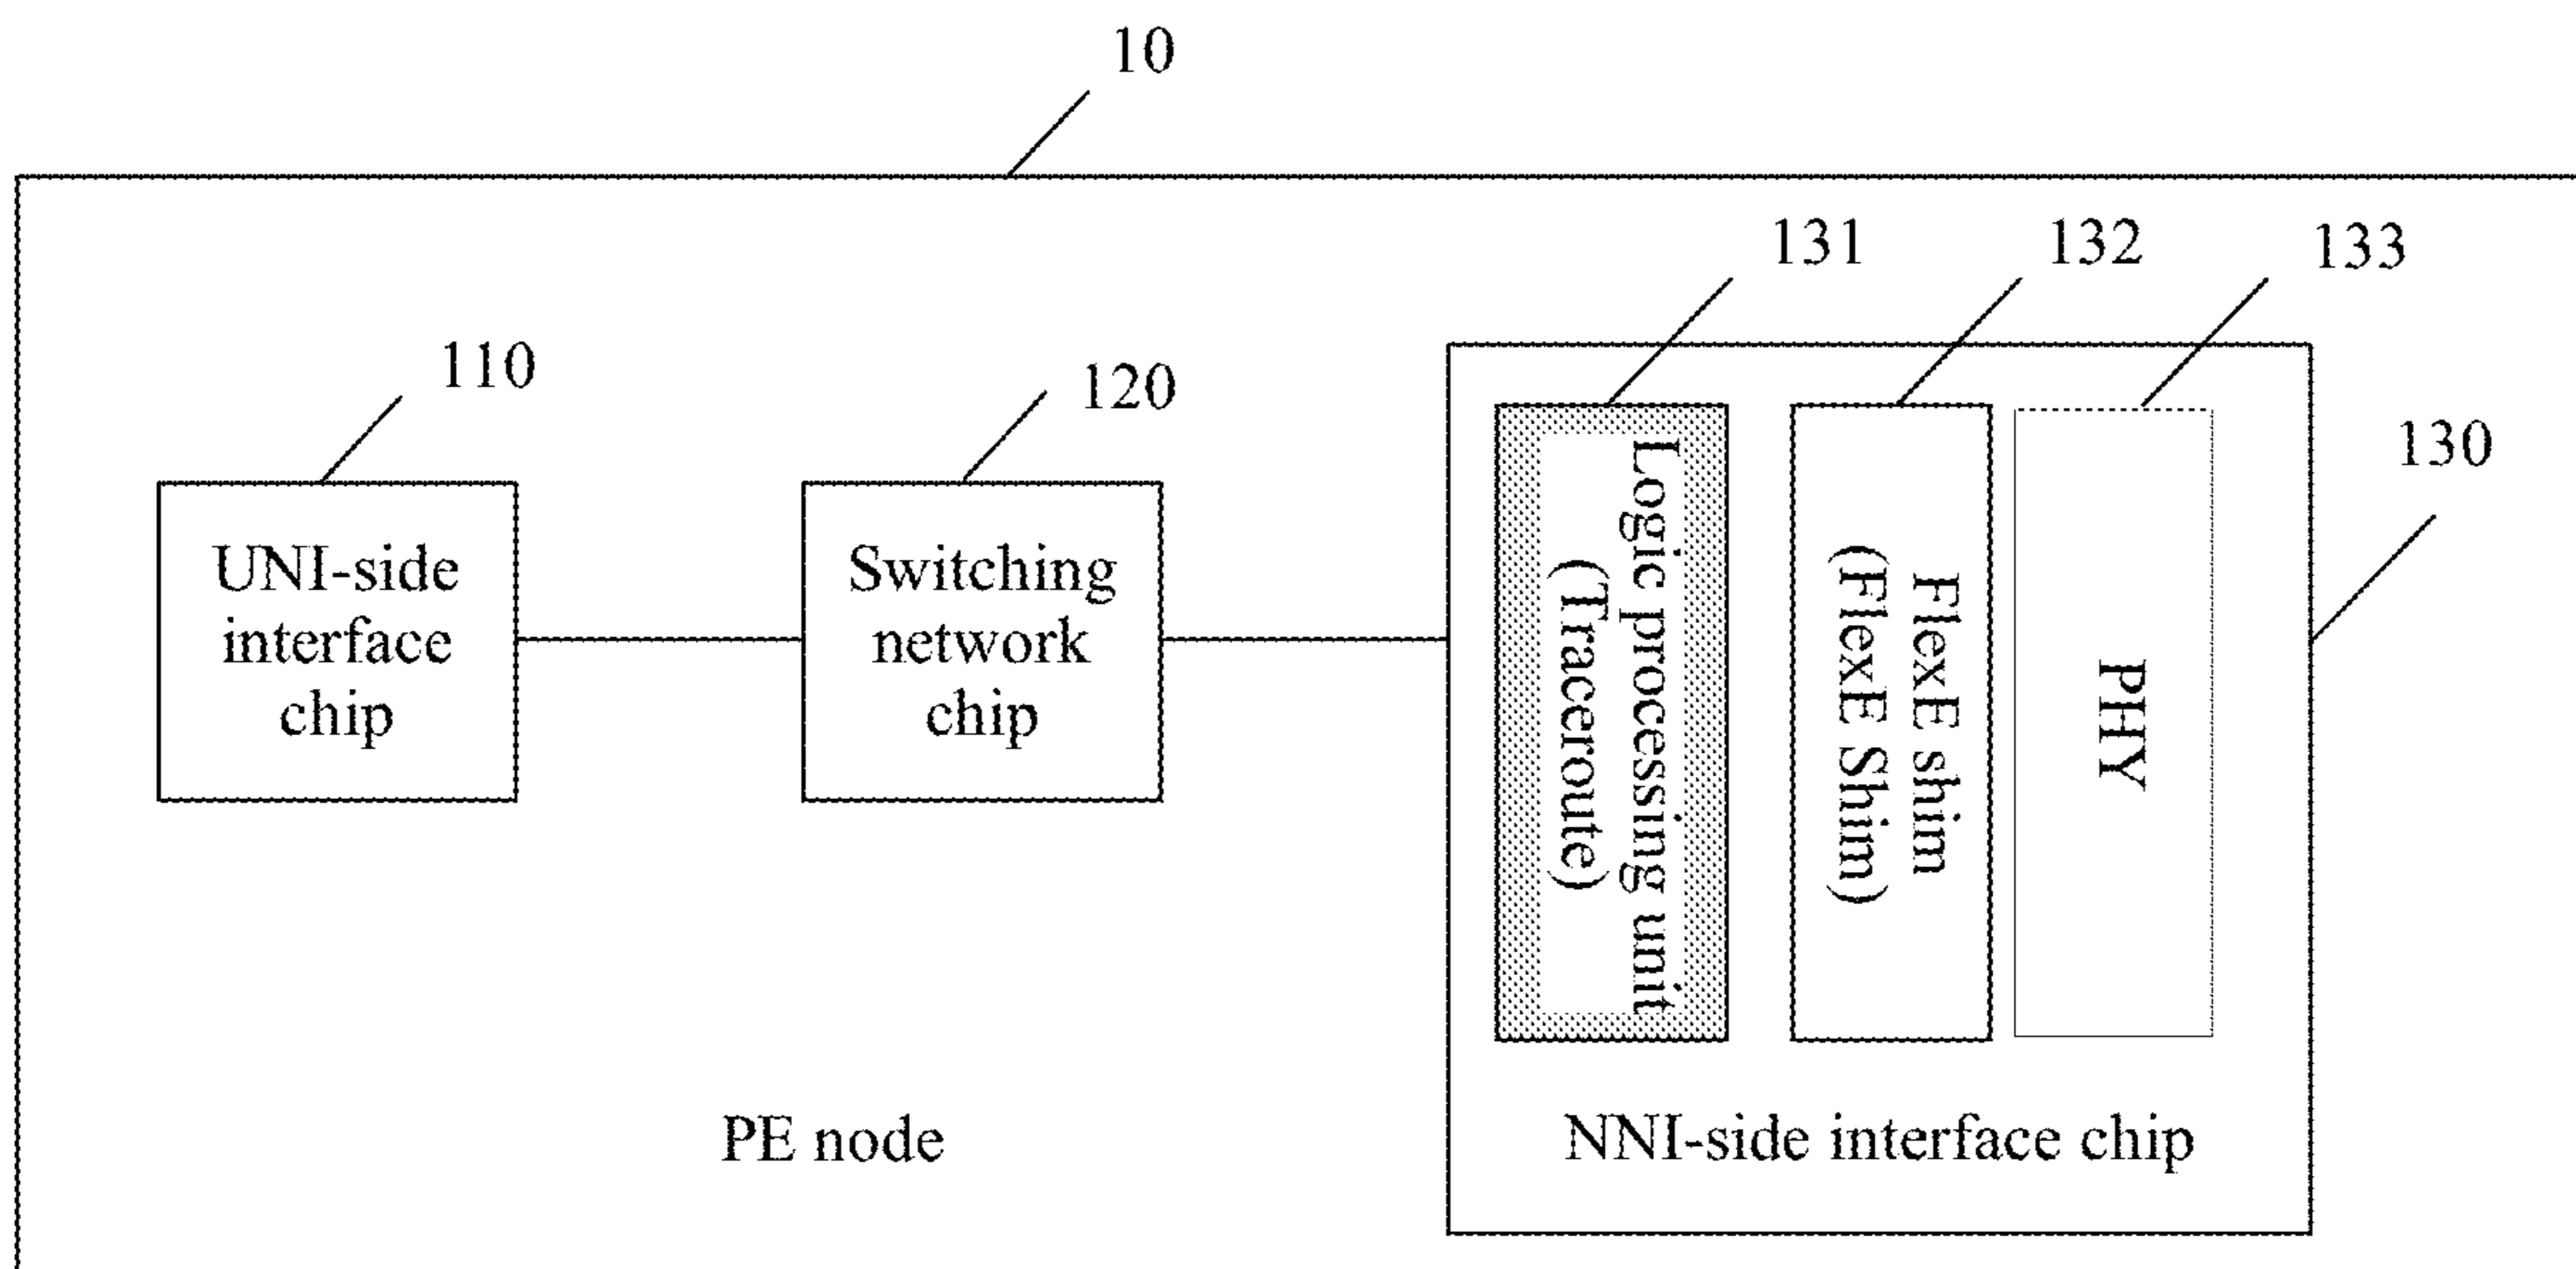 10
131
132
133
110
120
130
UNI-side
interface
chip
Switching
network
chip
Logic processing unit
(Traceroute)
FlexE shim
(FlexE Shim)
PHY
PE node
NNI-side interface chip